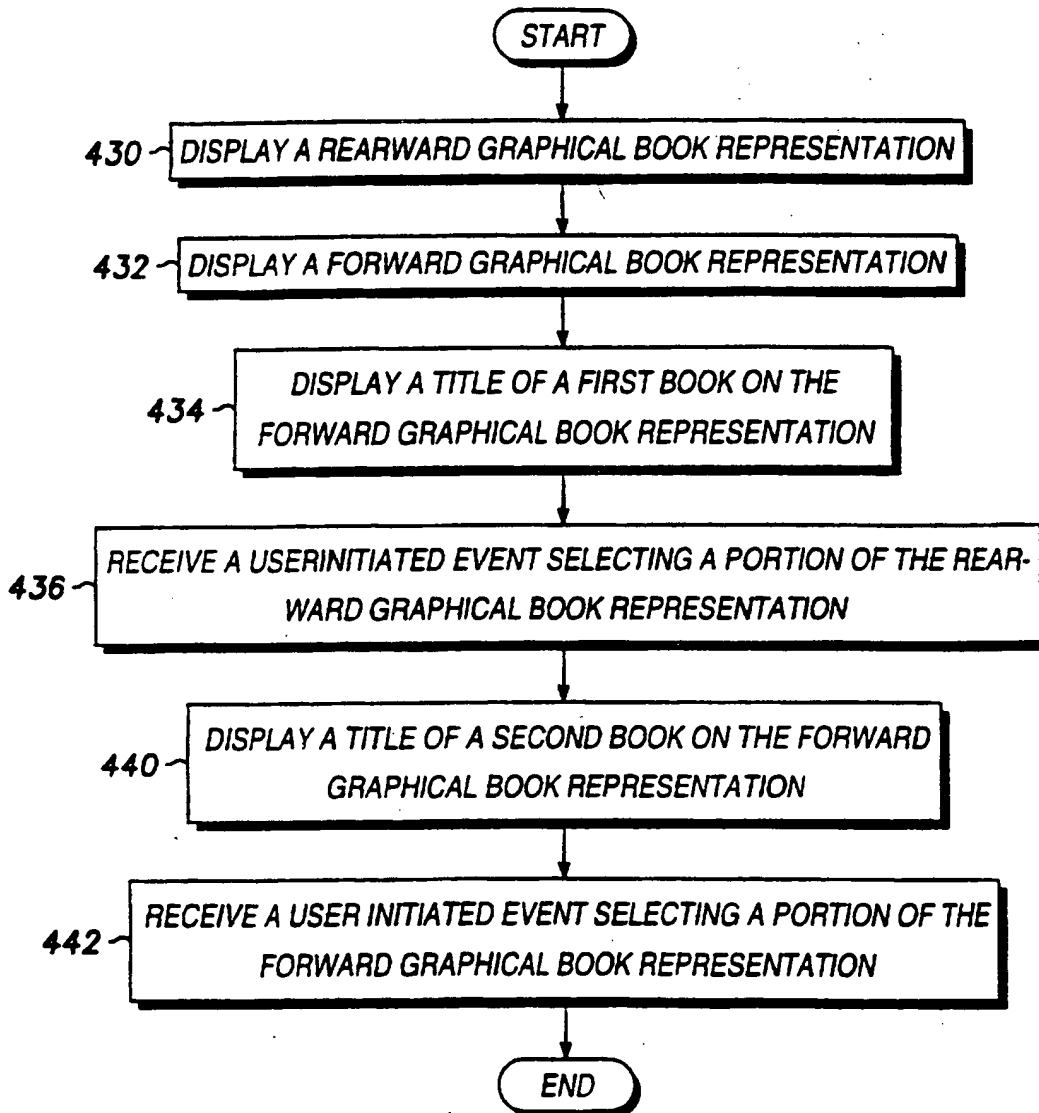 START
430 DISPLAY A REARWARD GRAPHICAL BOOK REPRESENTATION
432 DISPLAY A FORWARD GRAPHICAL BOOK REPRESENTATION
DISPLAY A TITLE OF A FIRST BOOK ON THE
434 FORWARD GRAPHICAL BOOK REPRESENTATION
RECEIVE A USERINITIATED EVENT SELECTING A PORTION OF THE REAR-
436 WARD GRAPHICAL BOOK REPRESENTATION
DISPLAY A TITLE OF A SECOND BOOK ON THE FORWARD
440 GRAPHICAL BOOK REPRESENTATION
RECEIVE A USER INITIATED EVENT SELECTING A PORTION OF THE
442 FORWARD GRAPHICAL BOOK REPRESENTATION
END